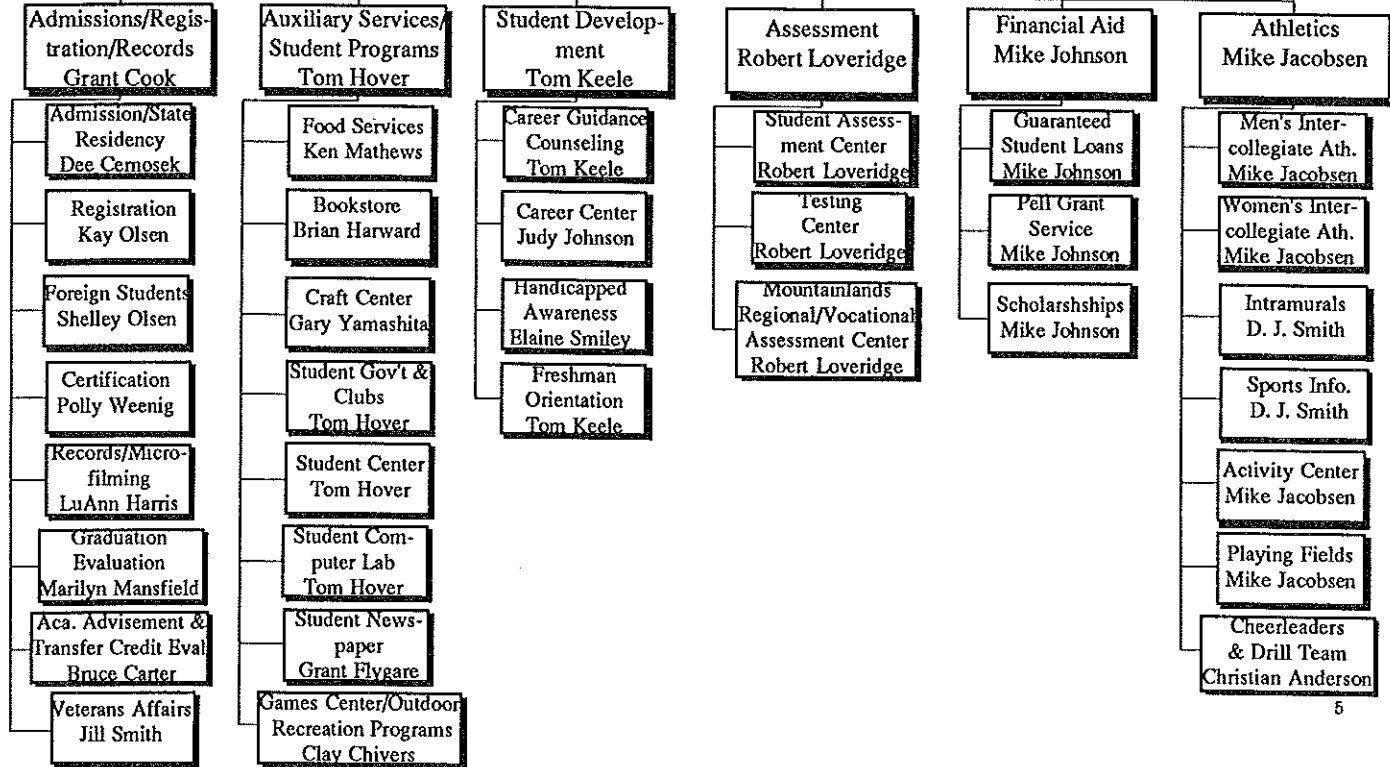 Admissions/Regis-
tration/Records
Grant Cook
Admission/State
Residency
Dee Cernosek
Registration
Kay Olsen
Foreign Students
Shelley Olsen
Certification
Polly Weenig
Records/Micro-
filming
LuAnn Harris
Graduation
Evaluation
Marilyn Mansfield
Aca. Advisement &
Transfer Credit Eval
Bruce Carter
Veterans Affairs
Jill Smith
Auxiliary Services/
Student Programs
Tom Hover
Food Services
Ken Mathews
Bookstore
Brian Harward
Craft Center
Gary Yamashita
Student Gov't &
Clubs
Tom Hover
Student Center
Tom Hover
Student Com-
puter Lab
Tom Hover
Student News-
paper
Grant Flygare
Games Center/Outdoor
Recreation Programs
Clay Chivers
Student Develop-
ment
Tom Keele
Career Guidance
Counseling
Tom Keele
Career Center
Judy Johnson
Handicapped
Awareness
Elaine Smiley
Freshman
Orientation
Tom Keele
Assessment
Robert Loveridge
Student Assess-
ment Center
Robert Loveridge
Testing
Center
Robert Loveridge
Mountainlands
Regional/Vocational
Assessment Center
Robert Loveridge
Financial Aid
Mike Johnson
Guaranteed
Student Loans
Mike Johnson
Pell Grant
Service
Mike Johnson
Scholarshships
Mike Johnson
Athletics
Mike Jacobsen
Men's Inter-
collegiate Ath.
Mike Jacobsen
Women's Inter-
collegiate Ath.
Mike Jacobsen
Intramurals
D. J. Smith
Sports Info.
D. J. Smith
Activity Center
Mike Jacobsen
Playing Fields
Mike Jacobsen
Cheerleaders
& Drill Team
Christian Anderson
5